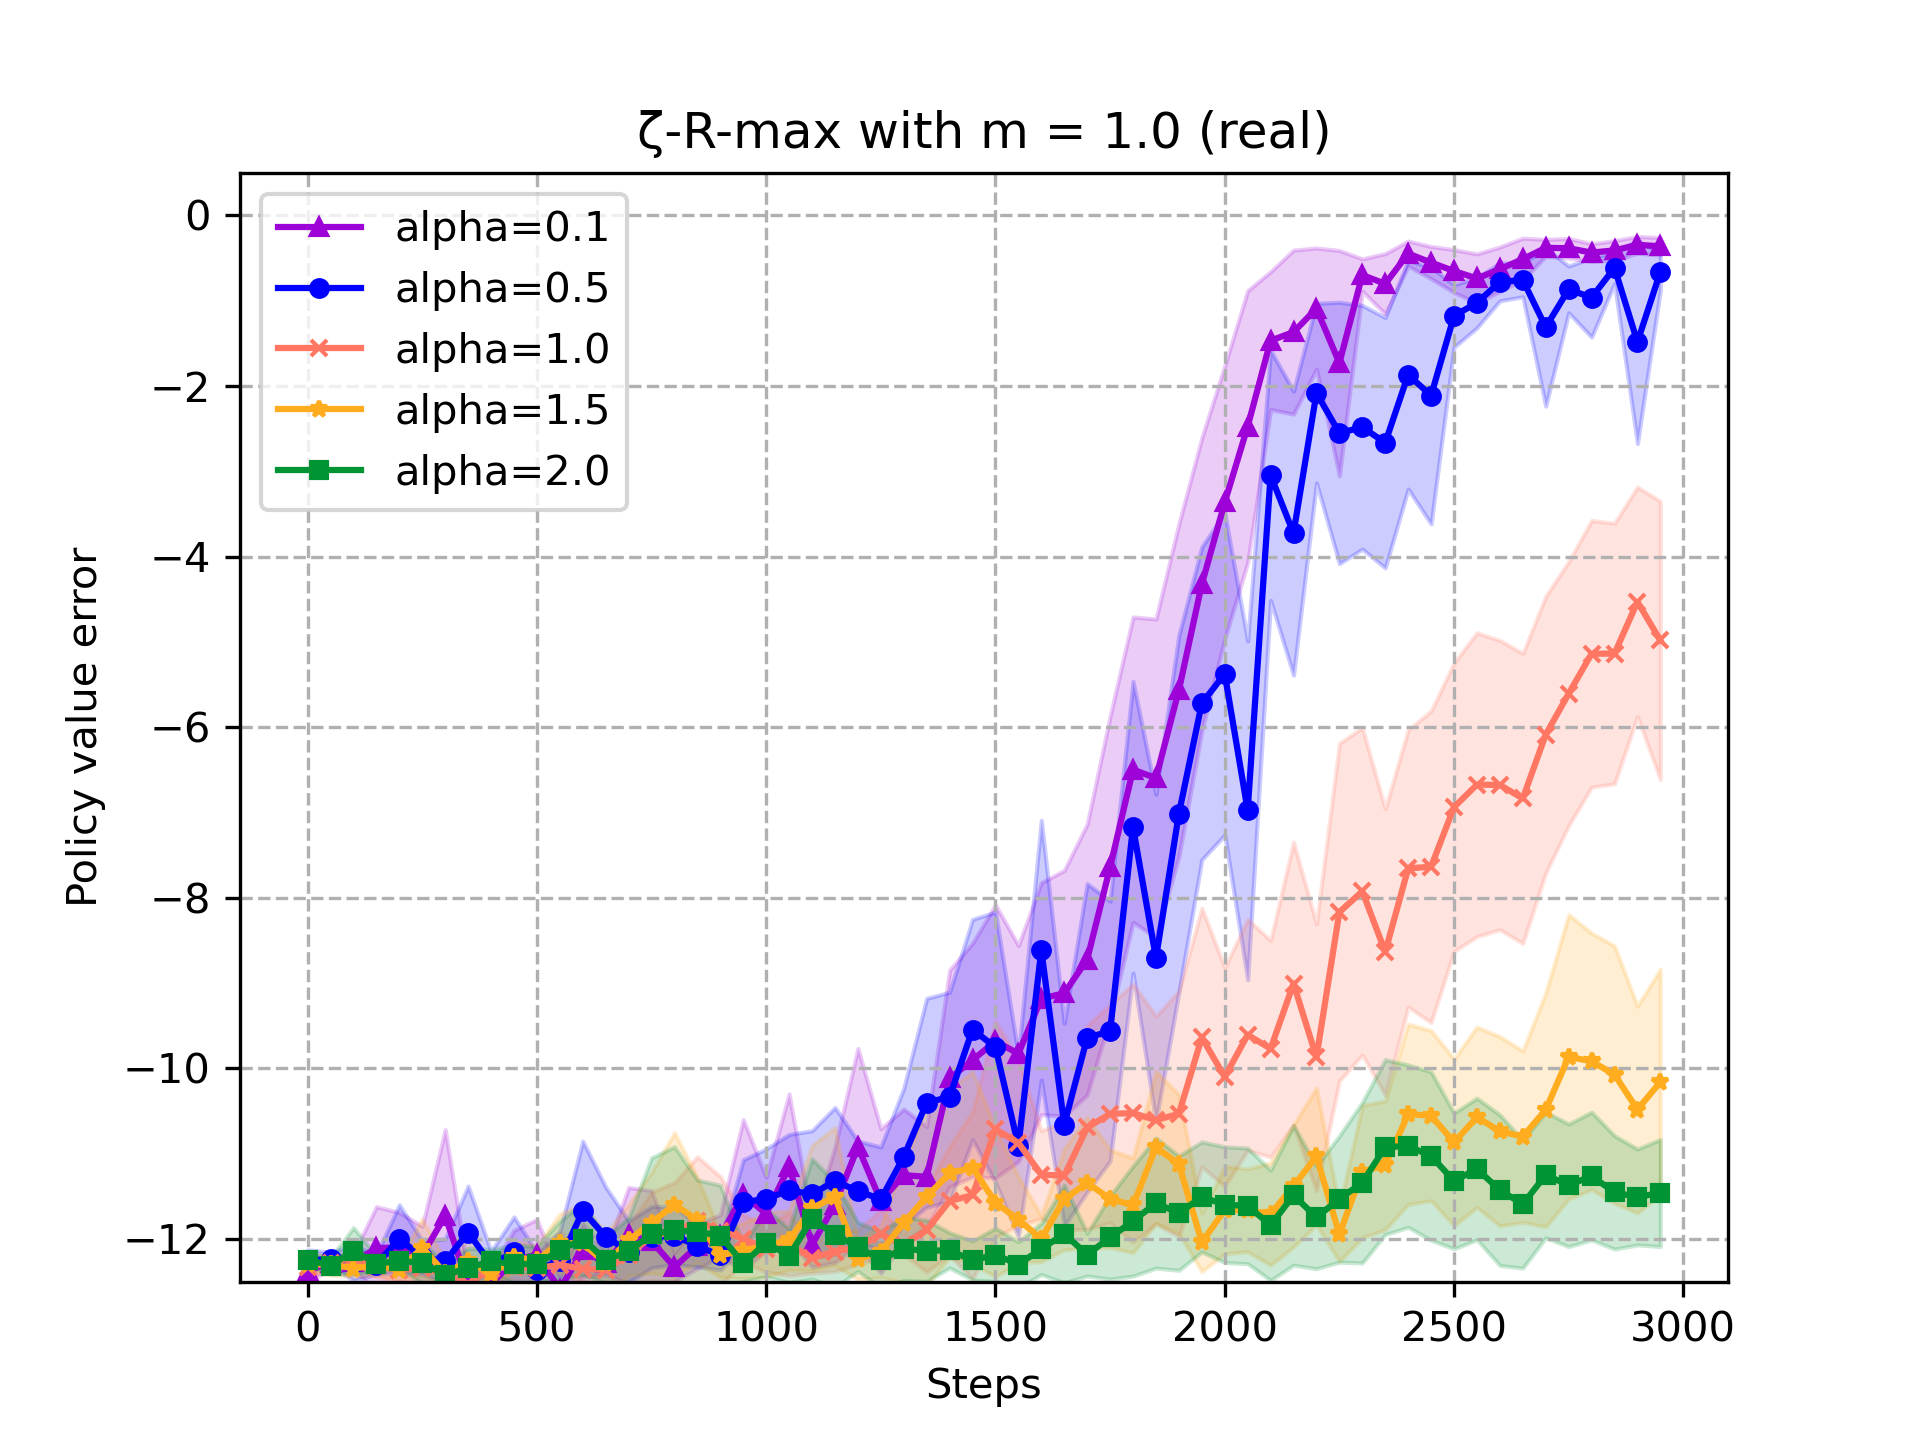 ζ-R-max with m = 1.0 (real)
alpha=0.1
alpha=0.5
alpha=1.0
alpha=1.5
alpha=2.0
Policy value error
0
−2
−4
−6
−8
−10
−12
0 500 1000 1500 2000 2500 3000
Steps